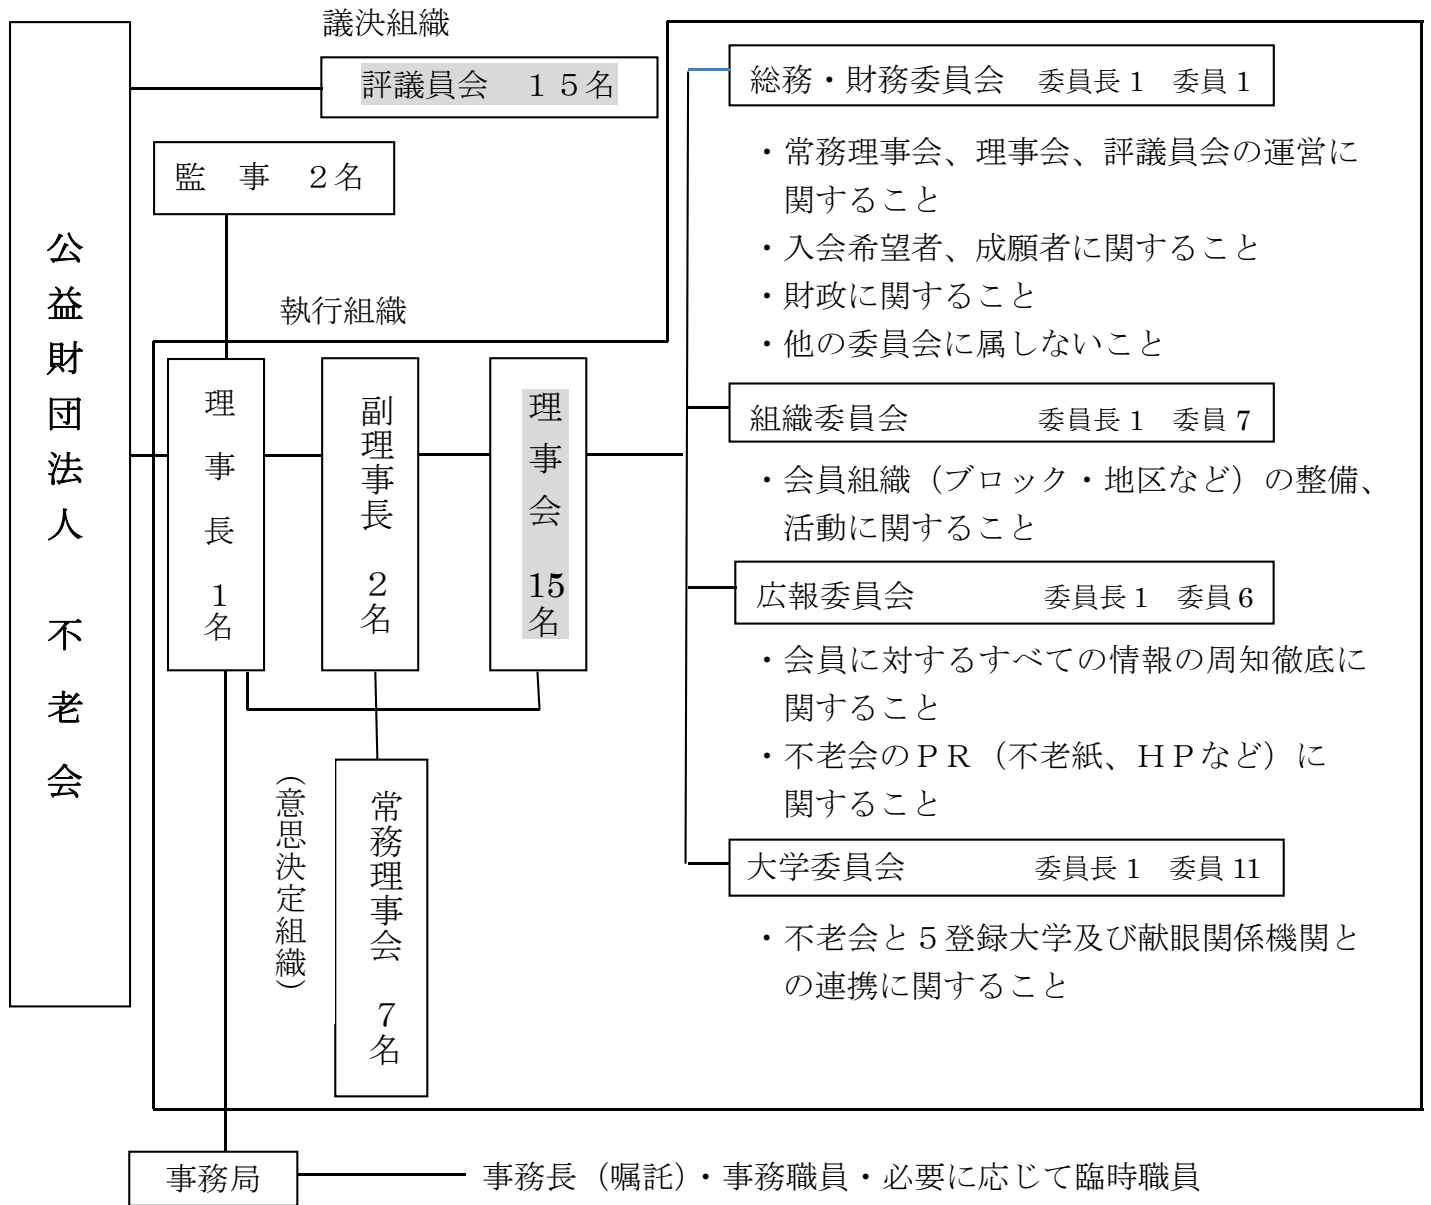 公益財団法人 不老会
議決組織
評議員会 15名
監 事 2名
執行組織
理事長 1名
副理事長 2名
理事会 15名
(意思決定組織)
常務理事会 7名
総務・財務委員会 委員長1 委員1
・常務理事会、理事会、評議員会の運営に
関すること
・入会希望者、成願者に関すること
・財政に関すること
・他の委員会に属しないこと
組織委員会 委員長1 委員7
・会員組織（ブロック・地区など）の整備、
活動に関すること
広報委員会 委員長1 委員6
・会員に対するすべての情報の周知徹底に
関すること
・不老会のＰＲ（不老紙、ＨＰなど）に
関すること
大学委員会 委員長1 委員11
・不老会と５登録大学及び献眼関係機関と
の連携に関すること
事務局
事務長（嘱託）・事務職員・必要に応じて臨時職員